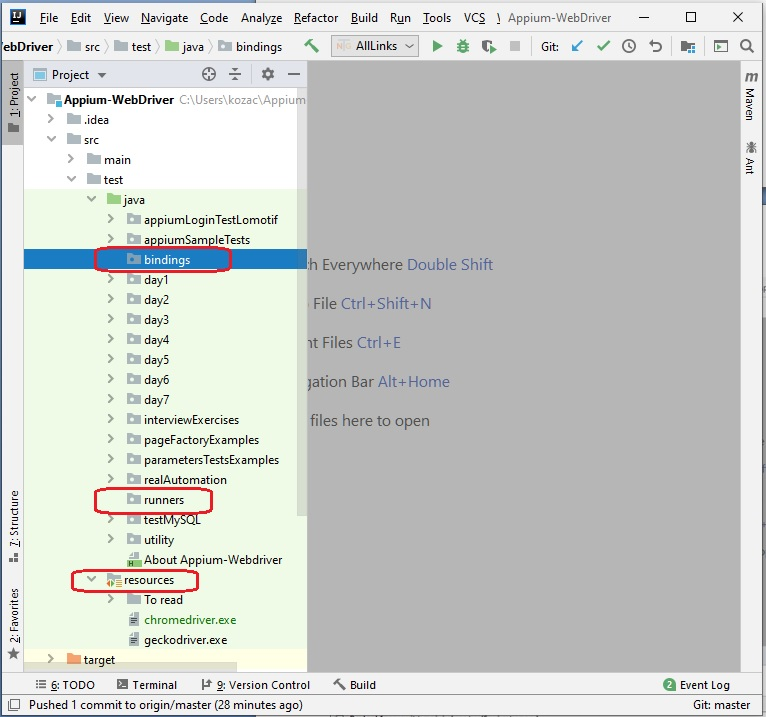 File Edit View Navigate Code Analyze Refactor Build Run Tools VCS Appium-WebDriver
ebDriver src test java bindings AllLinks Git:
1: Project
Project
Appium-WebDriver C:\Users\kozac\Appium
.idea
src
main
test
java
appiumLoginTestLomotif
appiumSampleTests
bindings
day1
day2
day3
day4
day5
day6
day7
interviewExercises
pageFactoryExamples
parametersTestsExamples
realAutomation
runners
testMySQL
utility
About Appium-Webdriver
resources
To read
chromedriver.exe
geckodriver.exe
target
ch Everywhere Double Shift
File Ctrl+Shift+N
nt Files Ctrl+E
gation Bar Alt+Home
files here to open
Maven
Ant
7: Structure
2: Favorites
6: TODO Terminal 9: Version Control Build 2 Event Log
Pushed 1 commit to origin/master (28 minutes ago) Git: master